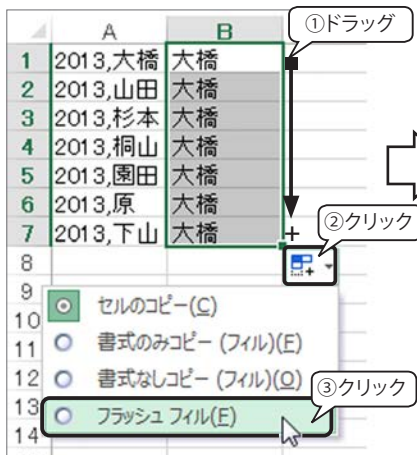 ①ドラッグ
A B
1 2013,大橋 大橋
2 2013,山田 大橋
3 2013,杉本 大橋
4 2013,桐山 大橋
5 2013,園田 大橋
6 2013,原 大橋
7 2013,下山 大橋
②クリック
8
9
セルのコピー(C)
10
書式のみコピー (フィル)(F)
11
12 書式なしコピー (フィル)(O)
③クリック
13 フラッシュ フィル(F)
14